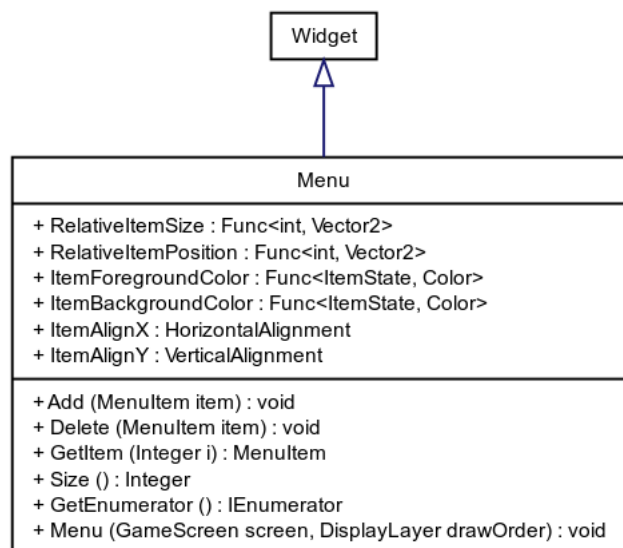 Widget
Menu
+ RelativeItemSize : Func<int, Vector2>
+ RelativeItemPosition : Func<int, Vector2>
+ ItemForegroundColor : Func<ItemState, Color>
+ ItemBackgroundColor : Func<ItemState, Color>
+ ItemAlignX : HorizontalAlignment
+ ItemAlignY : VerticalAlignment
+ Add (MenuItem item) : void
+ Delete (MenuItem item) : void
+ GetItem (Integer i) : MenuItem
+ Size () : Integer
+ GetEnumerator () : IEnumerator
+ Menu (GameScreen screen, DisplayLayer drawOrder) : void